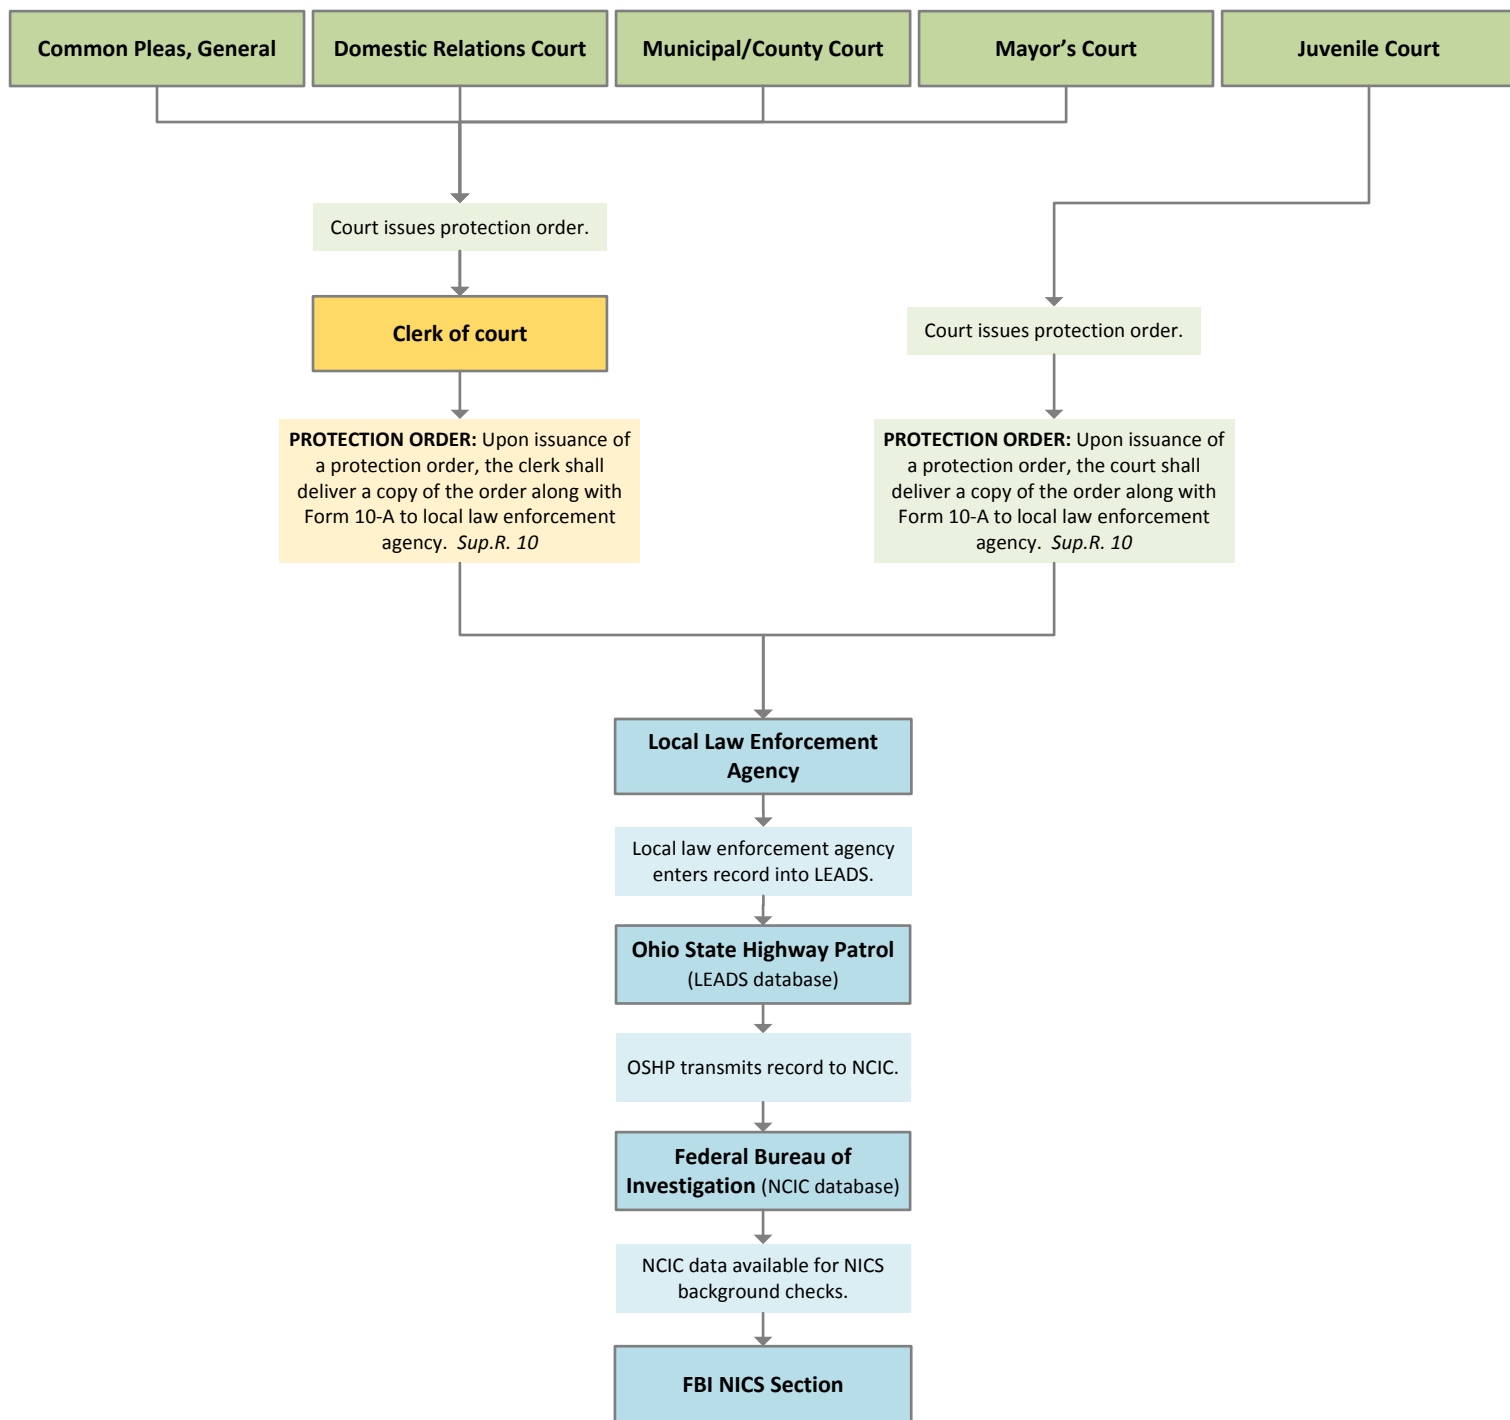 Common Pleas, General
Domestic Relations Court
Municipal/County Court
Mayor’s Court
Juvenile Court
Court issues protection order.
Clerk of court
PROTECTION ORDER: Upon issuance of
a protection order, the clerk shall
deliver a copy of the order along with
Form 10-A to local law enforcement
agency. Sup.R. 10
Court issues protection order.
PROTECTION ORDER: Upon issuance of
a protection order, the court shall
deliver a copy of the order along with
Form 10-A to local law enforcement
agency. Sup.R. 10
Local Law Enforcement
Agency
Local law enforcement agency
enters record into LEADS.
Ohio State Highway Patrol
(LEADS database)
OSHP transmits record to NCIC.
Federal Bureau of
Investigation (NCIC database)
NCIC data available for NICS
background checks.
FBI NICS Section